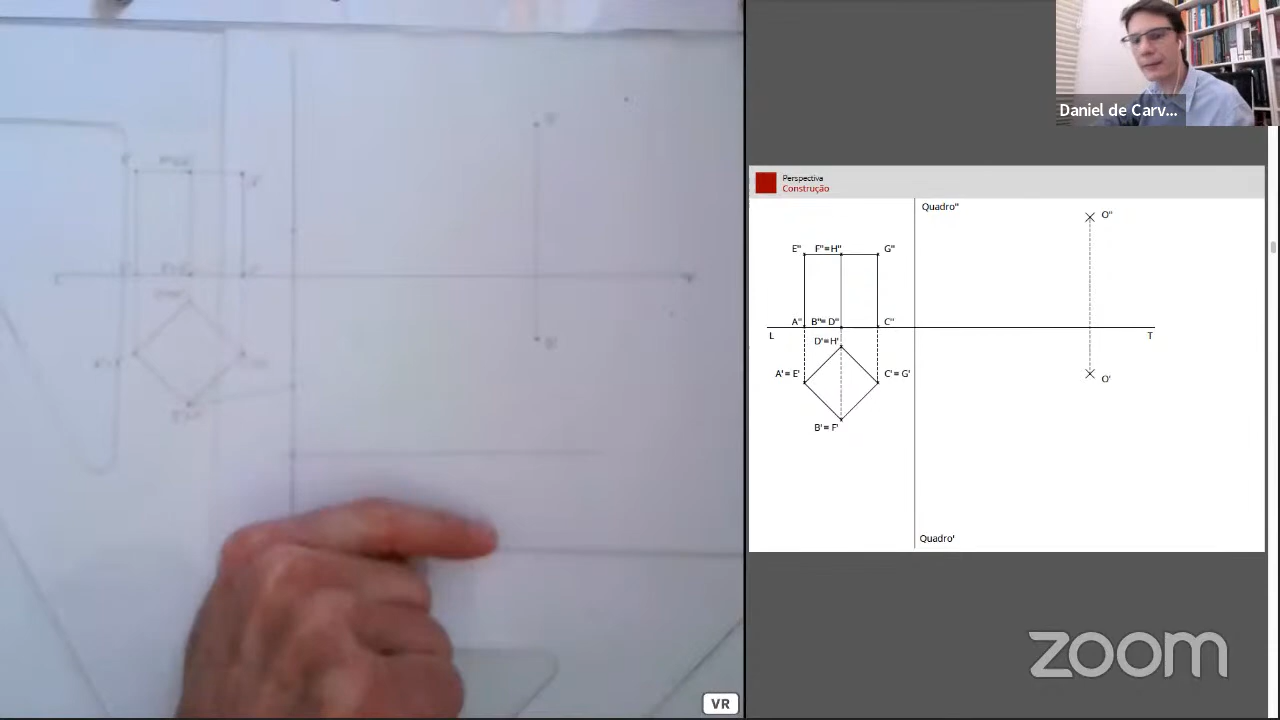 Daniel de Carv...
Perspectiva
Construção
Quadro"
O"
E" F"≡H" G"
A" B"≡ D" C"
L T
D'≡H'
A'≡ E' C'≡ G'
O'
B'≡ F'
Quadro'
zoom
VR